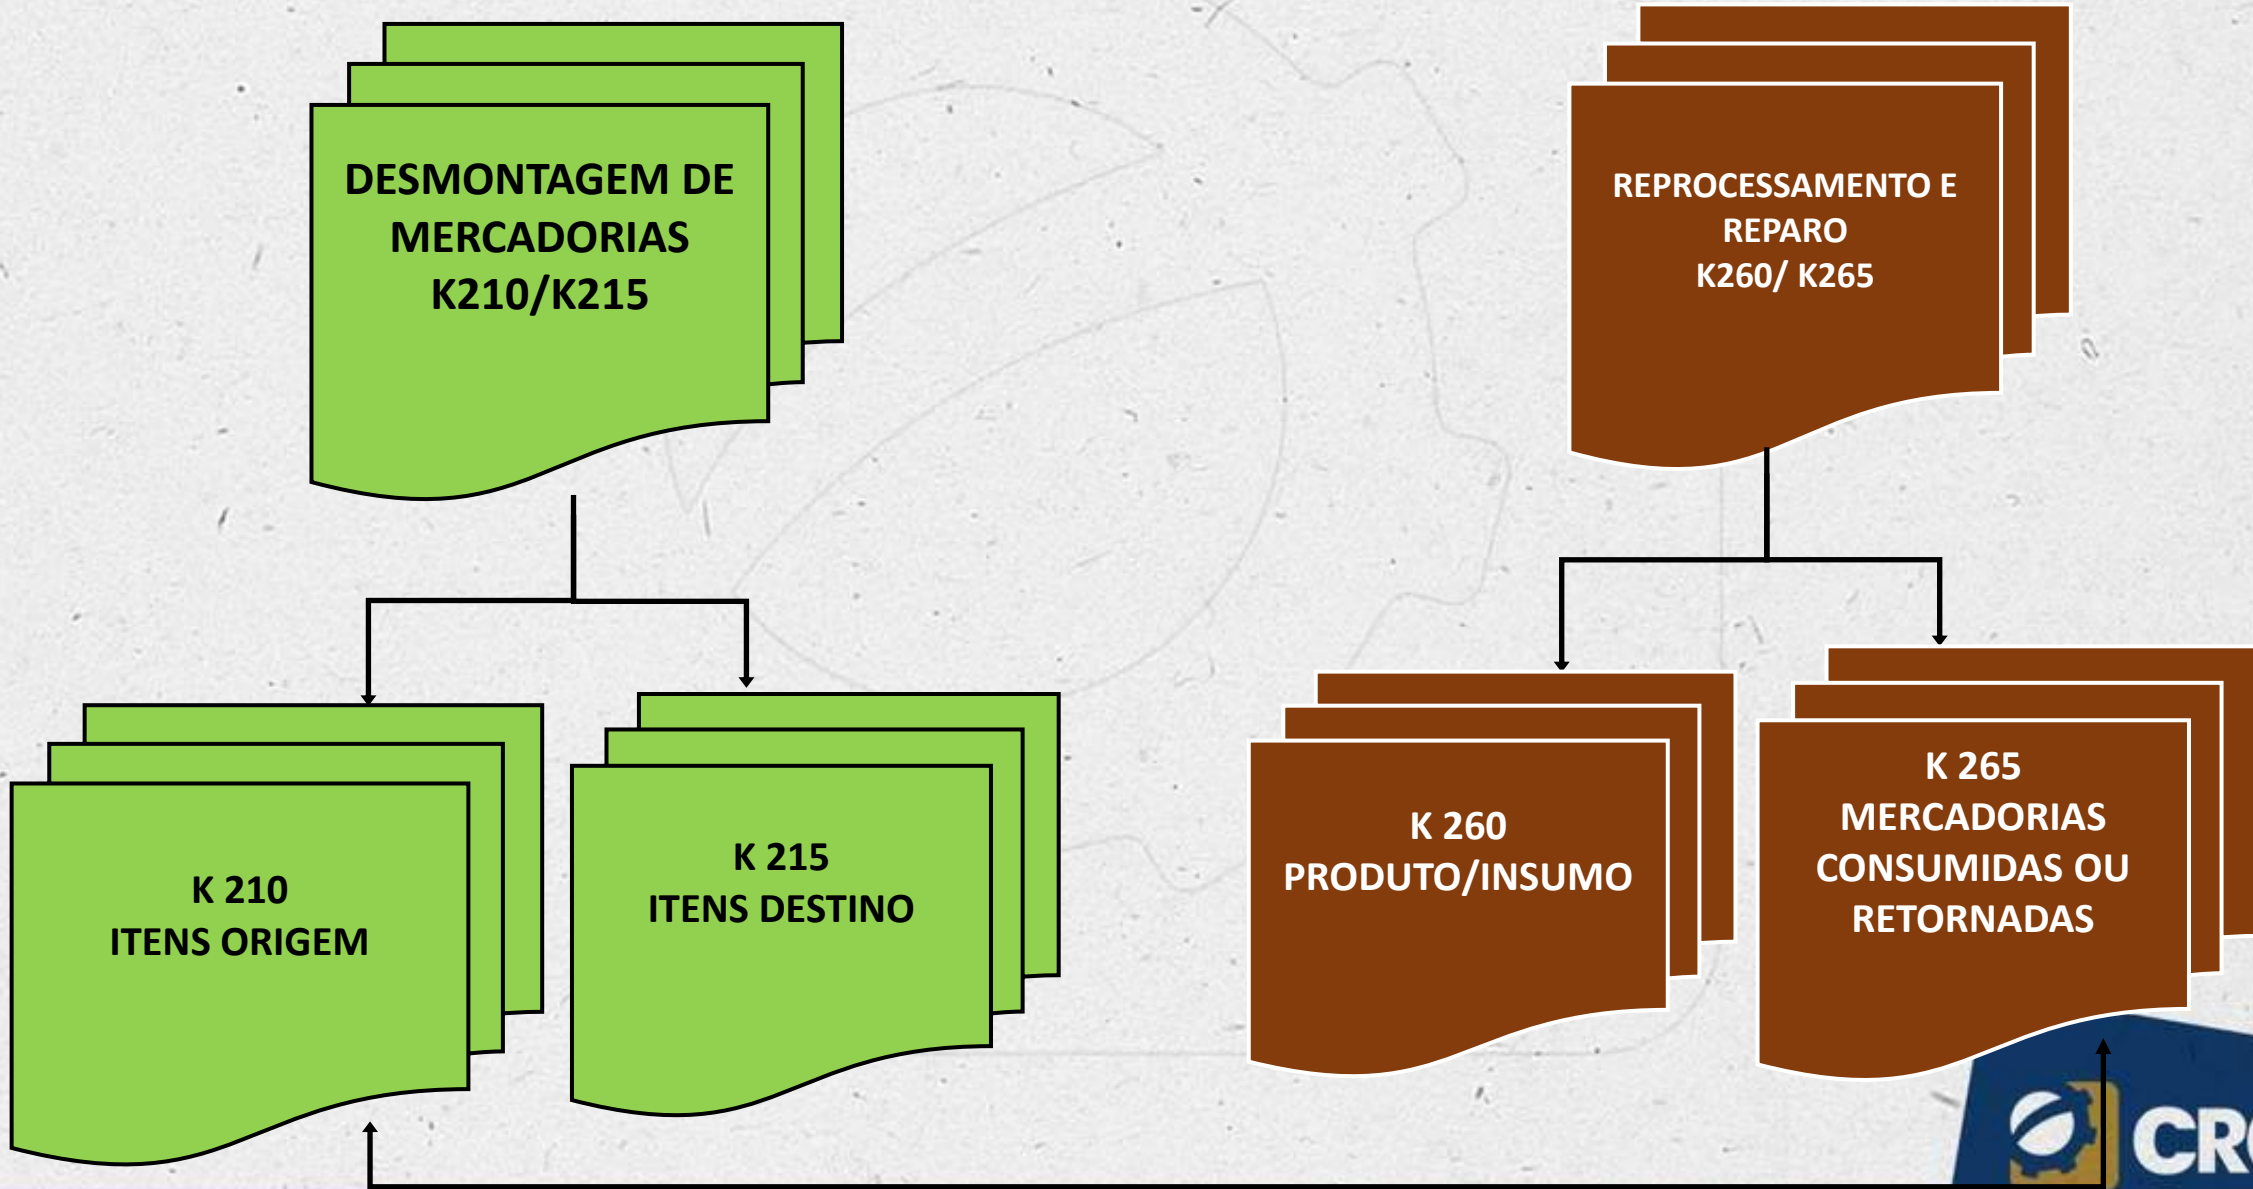 DESMONTAGEM DE
MERCADORIAS
K210/K215
REPROCESSAMENTO E
REPARO
K260/ K265
K 210
ITENS ORIGEM
K 215
ITENS DESTINO
K 260
PRODUTO/INSUMO
K 265
MERCADORIAS
CONSUMIDAS OU
RETORNADAS